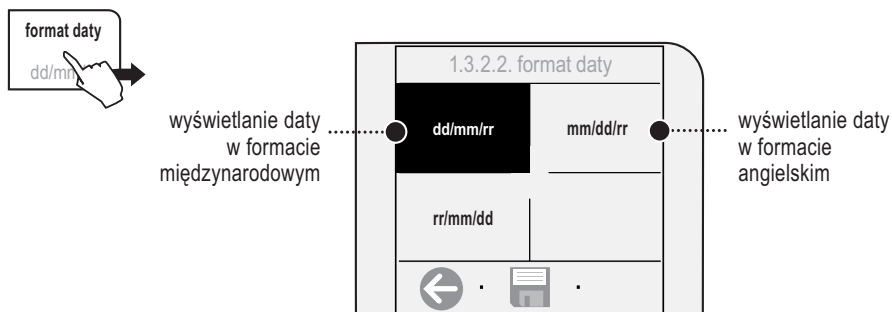 format daty
dd/mm
1.3.2.2. format daty
wyświetlanie daty
w formacie
międzynarodowym
dd/mm/rr
mm/dd/rr
wyświetlanie daty
w formacie
angielskim
rr/mm/dd